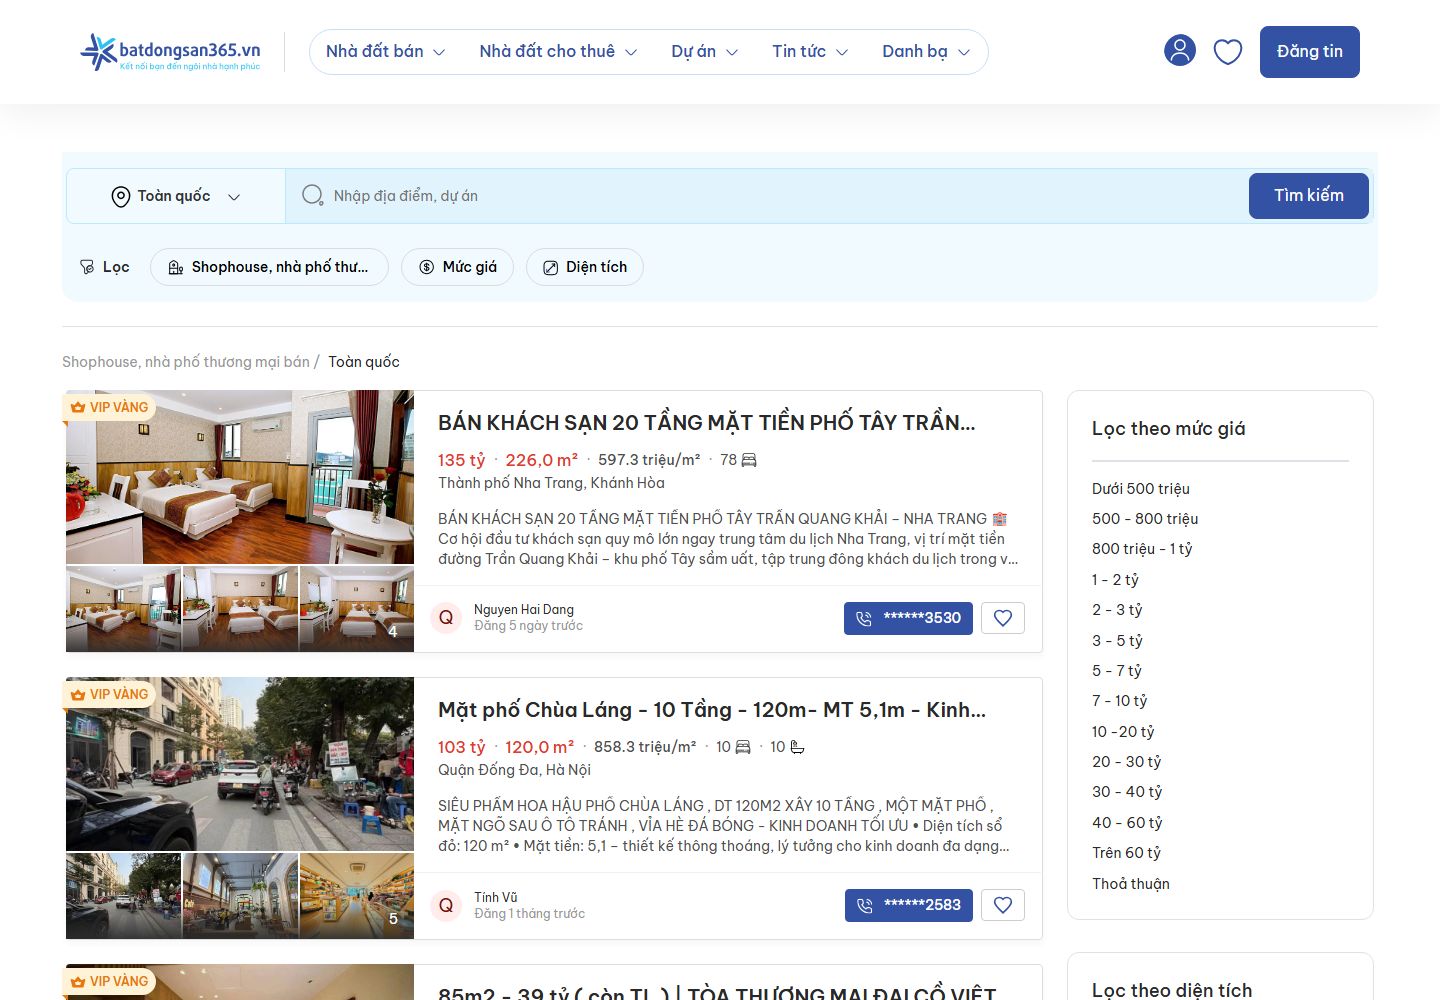 batdongsan365.vn
Kết nối bạn đến ngôi nhà hạnh phúc
Nhà đất bán
Nhà đất cho thuê
Dự án
Tin tức
Danh bạ
Đăng tin
Toàn quốc
Nhập địa điểm, dự án
Tìm kiếm
Lọc
Shophouse, nhà phố thư...
Mức giá
Diện tích
Shophouse, nhà phố thương mại bán / Toàn quốc
VIP VÀNG
4
BÁN KHÁCH SẠN 20 TẦNG MẶT TIỀN PHỐ TÂY TRẦN...
135 tỷ · 226,0 m² · 597.3 triệu/m² · 78
Thành phố Nha Trang, Khánh Hòa
BÁN KHÁCH SẠN 20 TẦNG MẶT TIỀN PHỐ TÂY TRẦN QUANG KHẢI – NHA TRANG 🏨
Cơ hội đầu tư khách sạn quy mô lớn ngay trung tâm du lịch Nha Trang, vị trí mặt tiền
đường Trần Quang Khải – khu phố Tây sầm uất, tập trung đông khách du lịch trong v...
Q
Nguyen Hai Dang
Đăng 5 ngày trước
******3530
VIP VÀNG
5
Mặt phố Chùa Láng - 10 Tầng - 120m- MT 5,1m - Kinh...
103 tỷ · 120,0 m² · 858.3 triệu/m² · 10 · 10
Quận Đống Đa, Hà Nội
SIÊU PHẨM HOA HẬU PHỐ CHÙA LÁNG , DT 120M2 XÂY 10 TẦNG , MỘT MẶT PHỐ ,
MẶT NGÕ SAU Ô TÔ TRÁNH , VỈA HÈ ĐÁ BÓNG - KINH DOANH TỐI ƯU • Diện tích sổ
đỏ: 120 m² • Mặt tiền: 5,1 – thiết kế thông thoáng, lý tưởng cho kinh doanh đa dạng...
Q
Tính Vũ
Đăng 1 tháng trước
******2583
VIP VÀNG
85m2 - 39 tỷ ( còn TL ) | TÒA THƯƠNG MẠI ĐẠI CỒ VIỆT
Lọc theo mức giá
Dưới 500 triệu
500 - 800 triệu
800 triệu - 1 tỷ
1 - 2 tỷ
2 - 3 tỷ
3 - 5 tỷ
5 - 7 tỷ
7 - 10 tỷ
10 -20 tỷ
20 - 30 tỷ
30 - 40 tỷ
40 - 60 tỷ
Trên 60 tỷ
Thoả thuận
Lọc theo diện tích